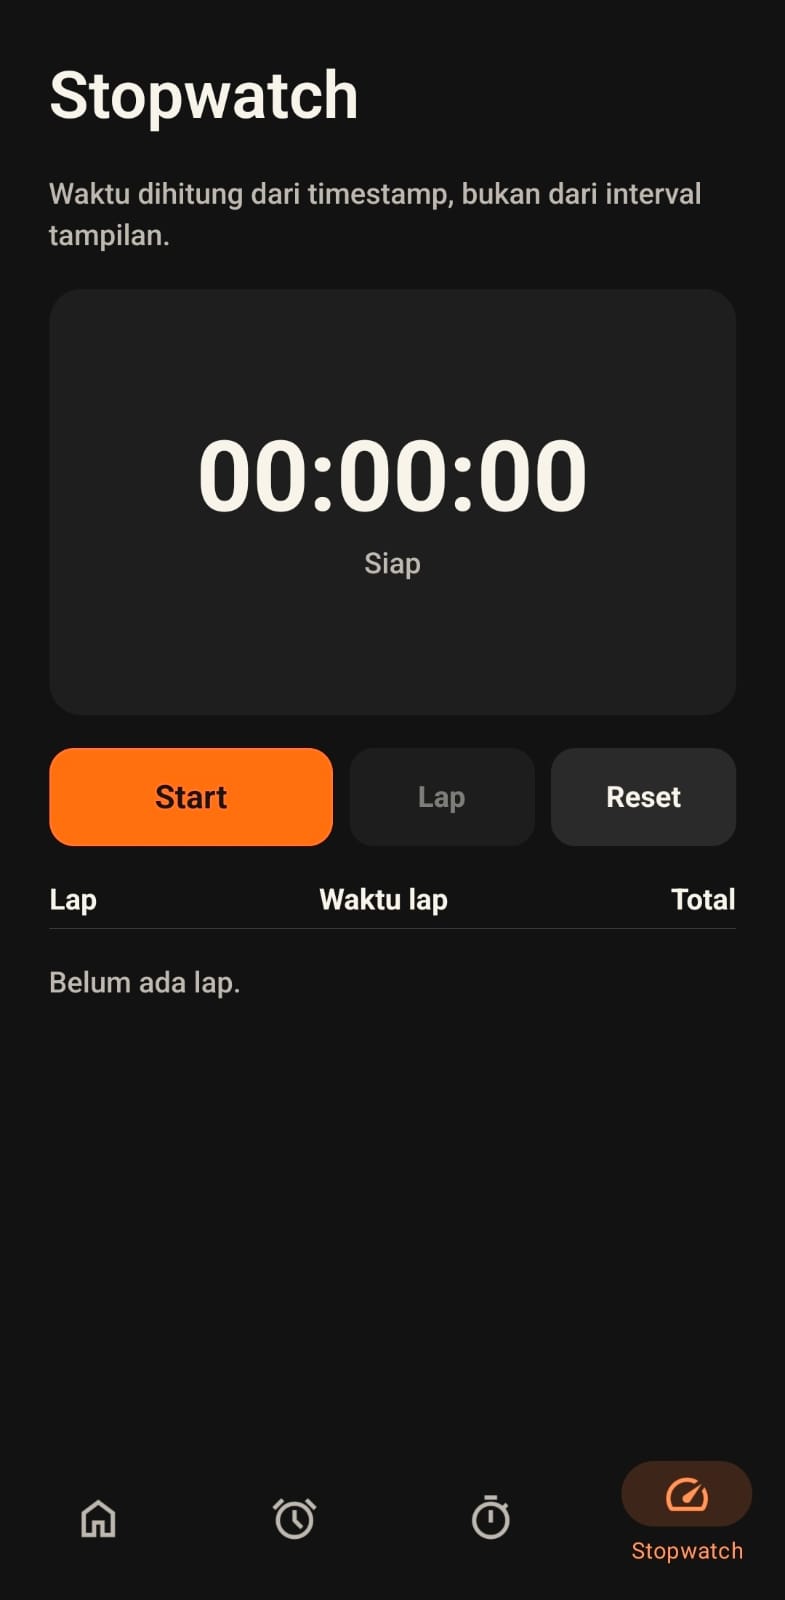 Stopwatch
Waktu dihitung dari timestamp, bukan dari interval
tampilan.
00:00:00
Siap
Start
Lap
Reset
Lap
Waktu lap
Total
Belum ada lap.
Stopwatch